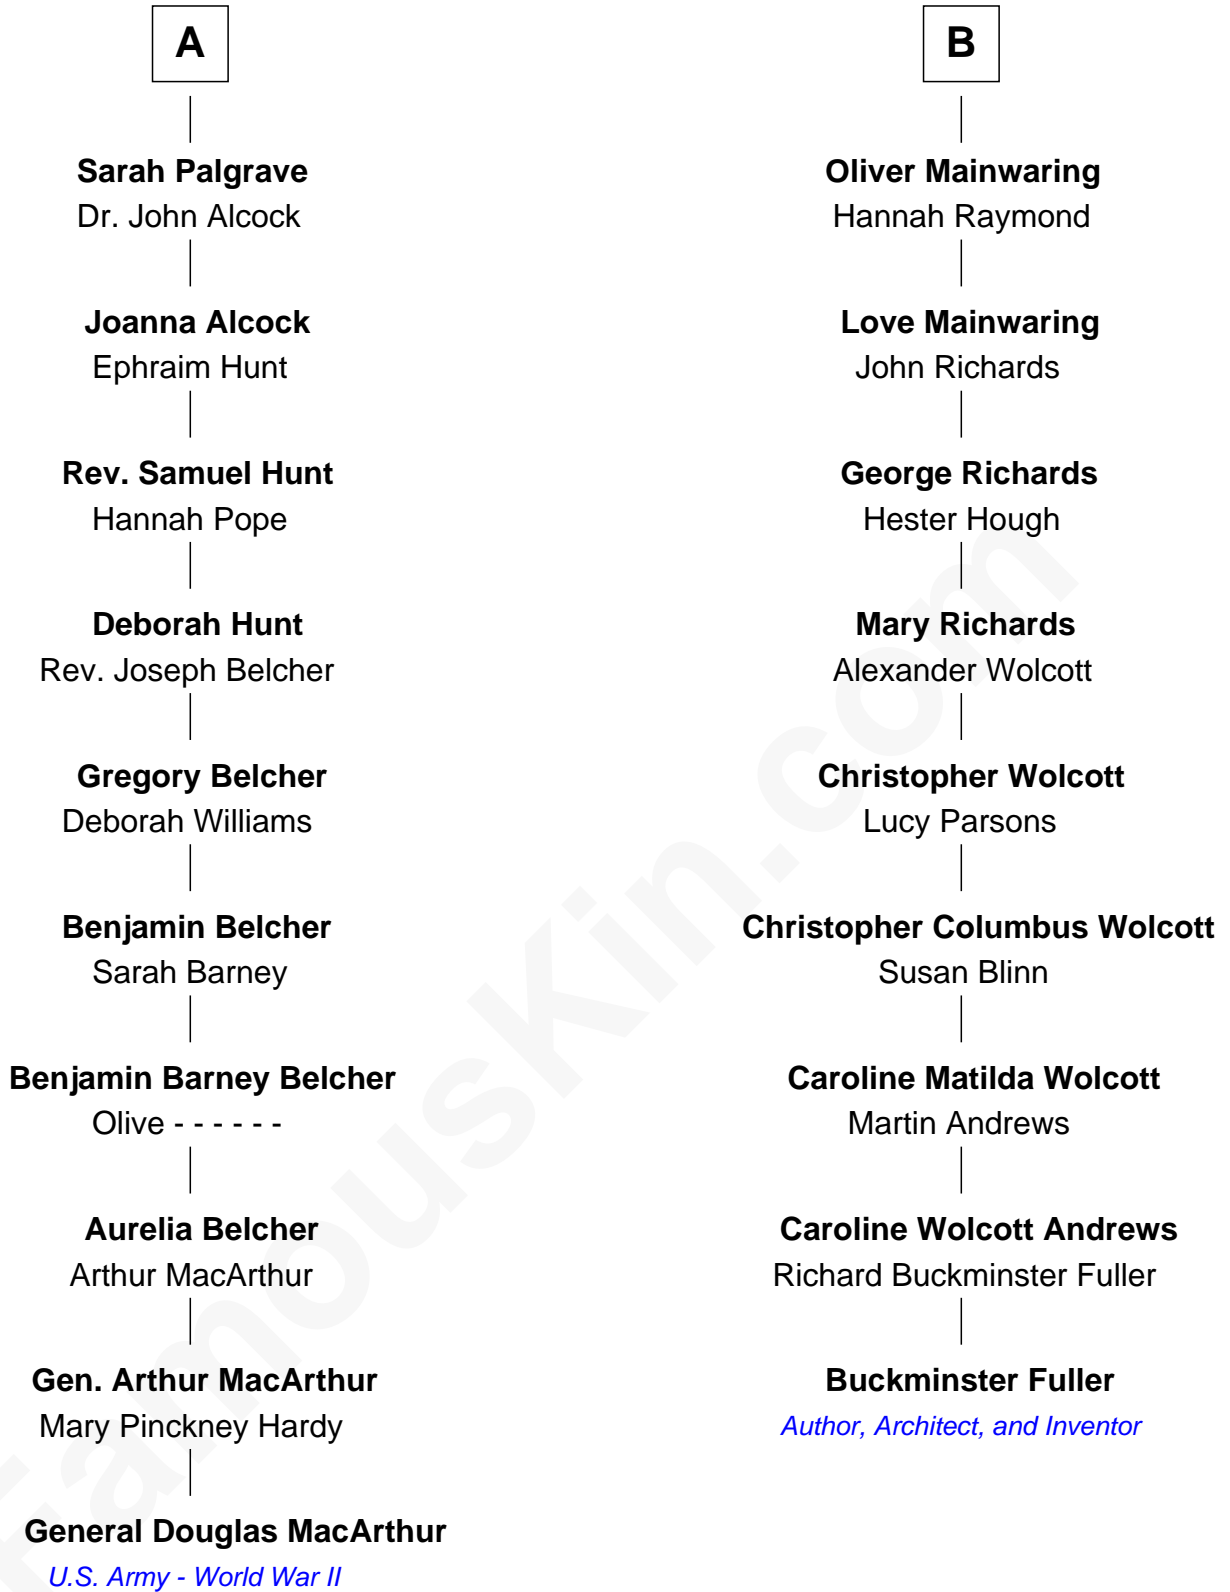 A
Sarah Palgrave
Dr. John Alcock
Joanna Alcock
Ephraim Hunt
Rev. Samuel Hunt
Hannah Pope
Deborah Hunt
Rev. Joseph Belcher
Gregory Belcher
Deborah Williams
Benjamin Belcher
Sarah Barney
Benjamin Barney Belcher
Olive - - - - - -
Aurelia Belcher
Arthur MacArthur
Gen. Arthur MacArthur
Mary Pinckney Hardy
General Douglas MacArthur
U.S. Army - World War II
B
Oliver Mainwaring
Hannah Raymond
Love Mainwaring
John Richards
George Richards
Hester Hough
Mary Richards
Alexander Wolcott
Christopher Wolcott
Lucy Parsons
Christopher Columbus Wolcott
Susan Blinn
Caroline Matilda Wolcott
Martin Andrews
Caroline Wolcott Andrews
Richard Buckminster Fuller
Buckminster Fuller
Author, Architect, and Inventor
FamousKin.com